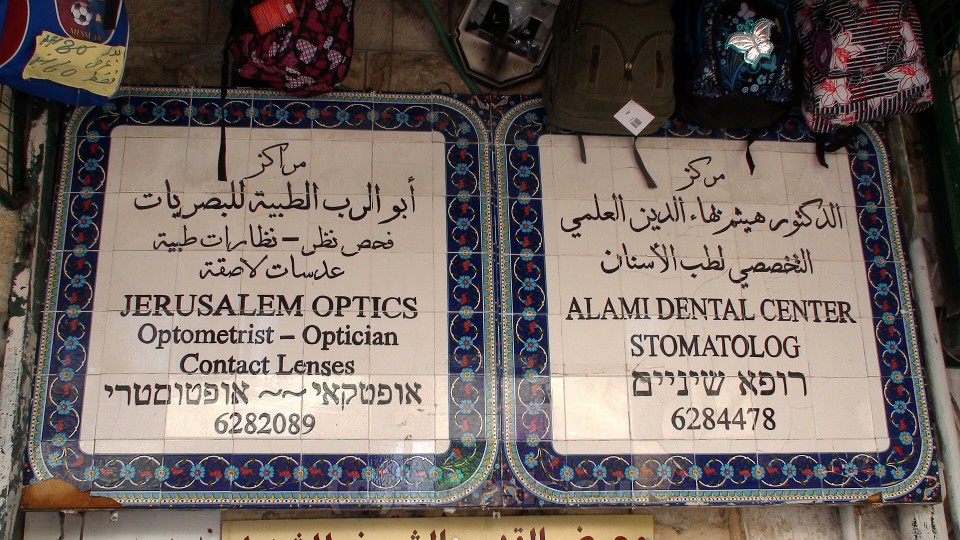 مراكز
أبو الرب الطبية للبصريات
فحص نظر – نظارات طبية
عدسات لاصقة
JERUSALEM OPTICS
Optometrist – Optician
Contact Lenses
אופטקאי ~~ אופטומטרי
6282089
مركز
الدكتور هيثم بهاء الدين العلمي
التخصصي لطب الأسنان
ALAMI DENTAL CENTER
STOMATOLOG
רופא שיניים
6284478